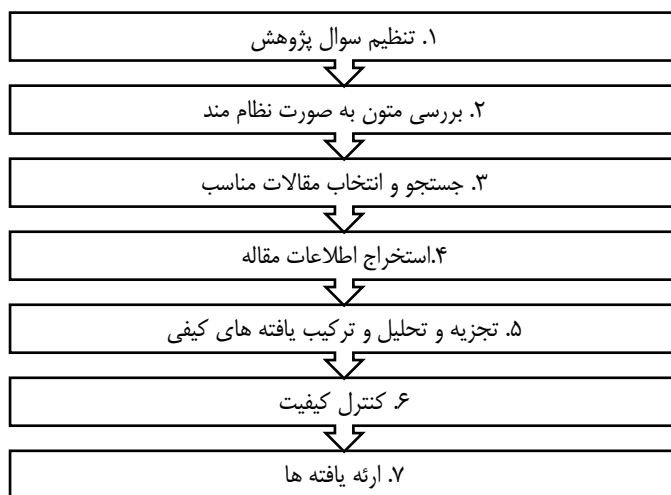 ۱. تنظیم سوال پژوهش
۲. بررسی متون به صورت نظام مند
۳. جستجو و انتخاب مقالات مناسب
۴.استخراج اطلاعات مقاله
۵. تجزیه و تحلیل و ترکیب یافته های کیفی
۶. کنترل کیفیت
۷. ارئه یافته ها